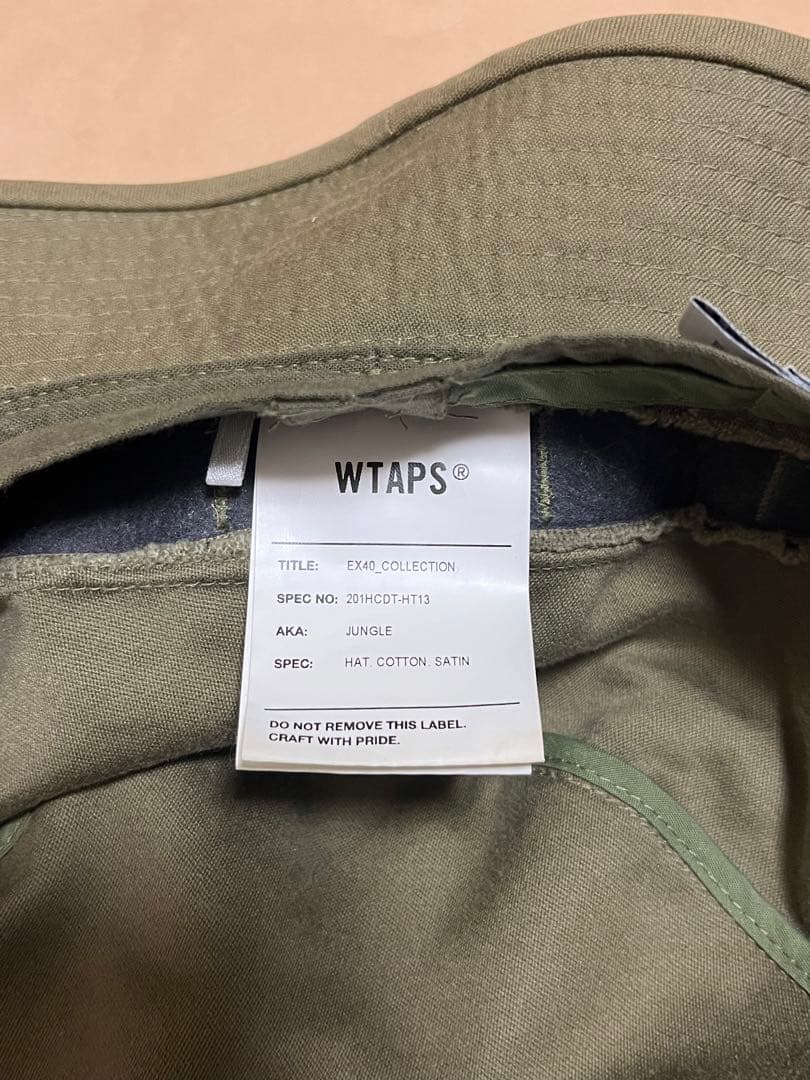 WTAPS®
TITLE: EX40_COLLECTION
SPEC NO: 201HCDT-HT13
AKA: JUNGLE
SPEC: HAT. COTTON. SATIN
DO NOT REMOVE THIS LABEL.
CRAFT WITH PRIDE.